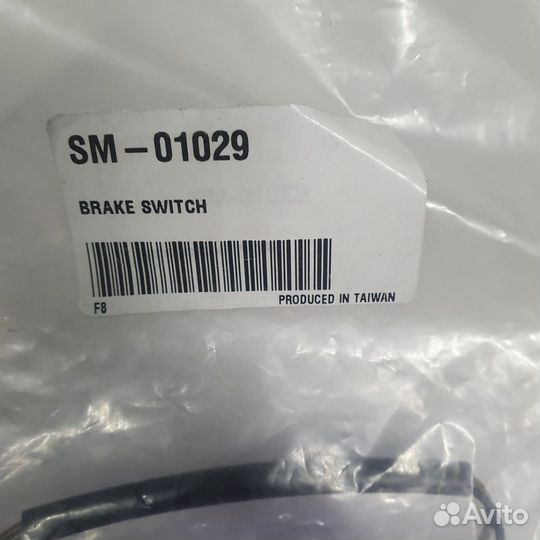 SM-01029
BRAKE SWITCH
F8
PRODUCED IN TAIWAN
Avito